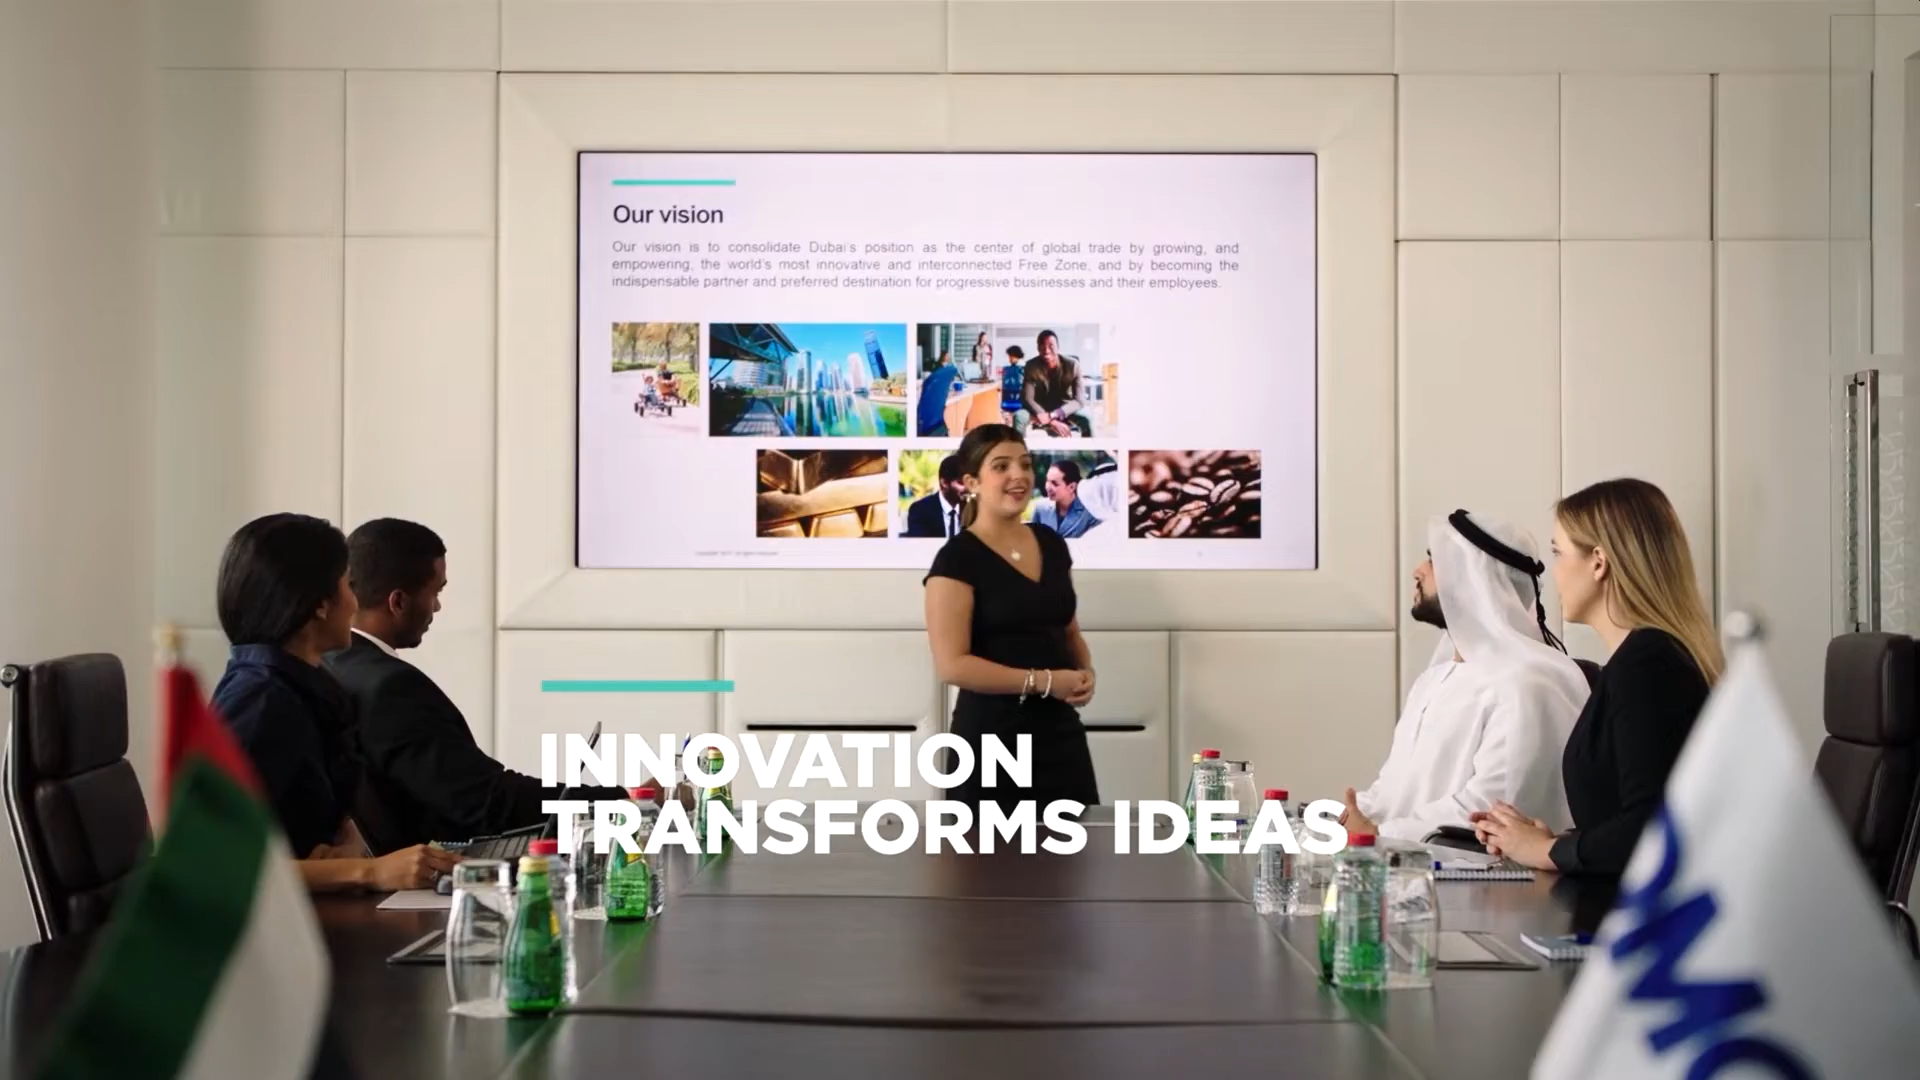 Our vision
Our vision is to consolidate Dubai's position as the center of global trade by growing, and
empowering, the world's most innovative and interconnected Free Zone, and by becoming the
indispensable partner and preferred destination for progressive businesses and their employees.
INNOVATION
TRANSFORMS IDEAS